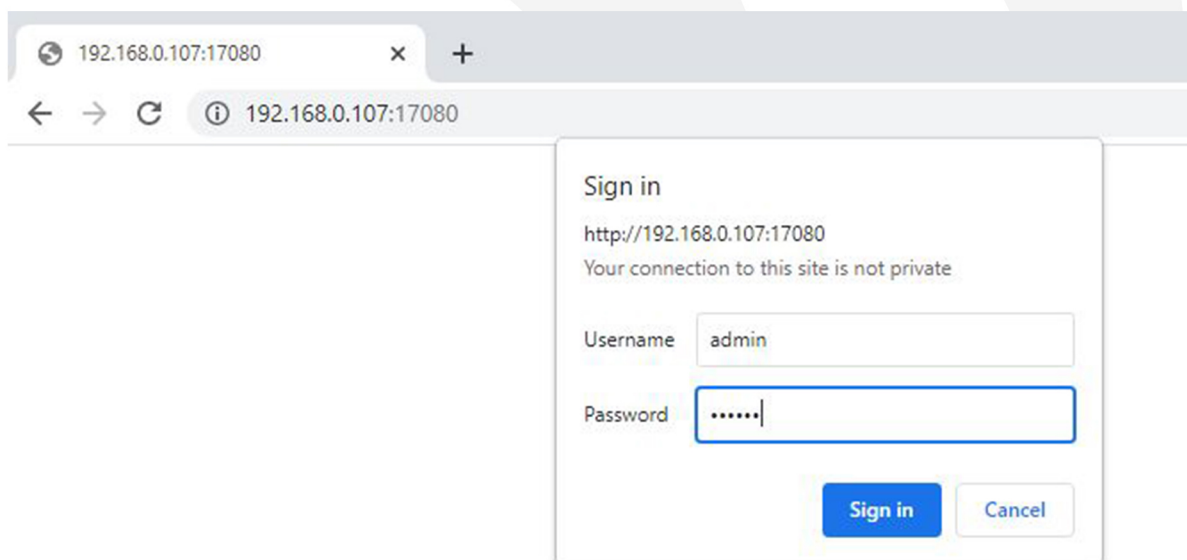 192.168.0.107:17080
192.168.0.107:17080
Sign in
http://192.168.0.107:17080
Your connection to this site is not private
Username admin
Password ••••••
Sign in Cancel